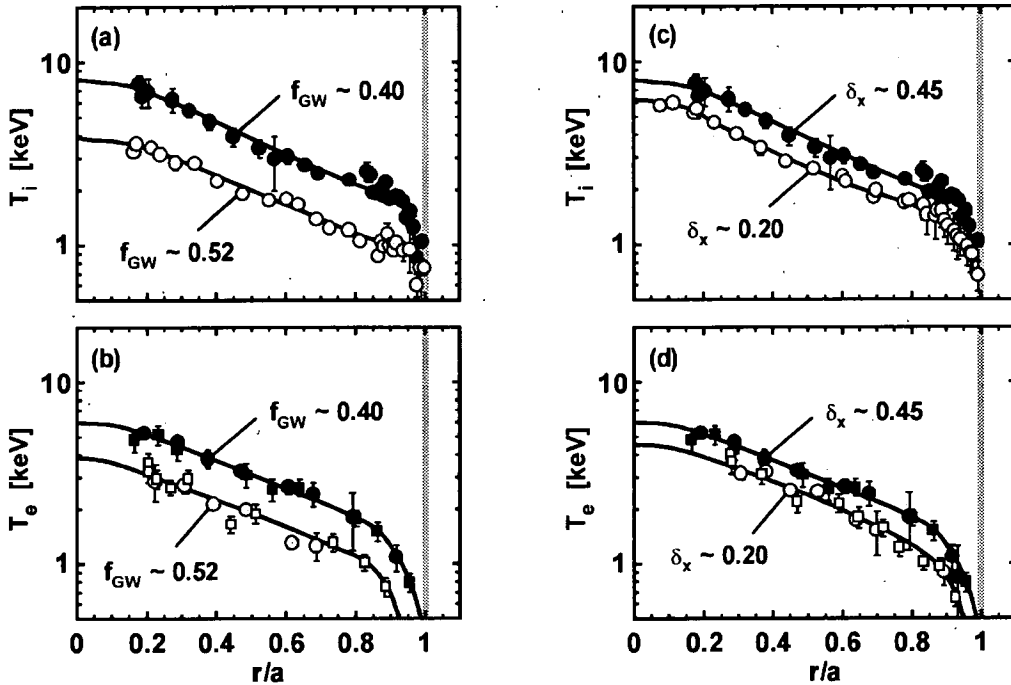 (a)
10
1
T_i [keV]
f_GW ~ 0.40
f_GW ~ 0.52
(c)
10
1
T_i [keV]
δ_x ~ 0.45
δ_x ~ 0.20
(b)
10
1
T_e [keV]
f_GW ~ 0.40
f_GW ~ 0.52
0 0.2 0.4 0.6 0.8 1
r/a
(d)
10
1
T_e [keV]
δ_x ~ 0.45
δ_x ~ 0.20
0 0.2 0.4 0.6 0.8 1
r/a